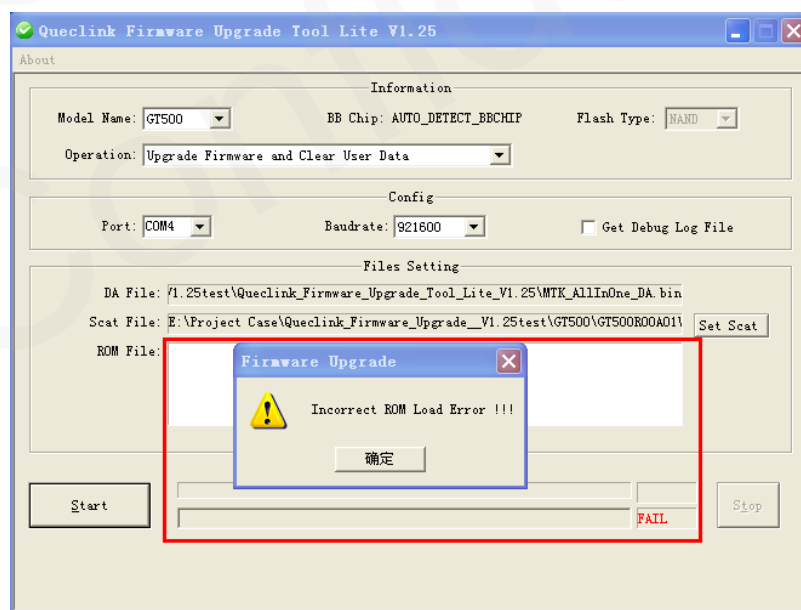 Queclink Firmware Upgrade Tool Lite V1.25
About
Information
Model Name: GT500 BB Chip: AUTO_DETECT_BBCHIP Flash Type: NAND
Operation: Upgrade Firmware and Clear User Data
Config
Port: COM4 Baudrate: 921600 Get Debug Log File
Files Setting
DA File: V1.25test\Queclink_Firmware_Upgrade_Tool_Lite_V1.25\MTK_AllInOne_DA.bin
Scat File: E:\Project Case\Queclink_Firmware_Upgrade__V1.25test\GT500\GT500R00A01\ Set Scat
ROM File:
Firmware Upgrade
Incorrect ROM Load Error !!!
确定
Start
Stop
FAIL